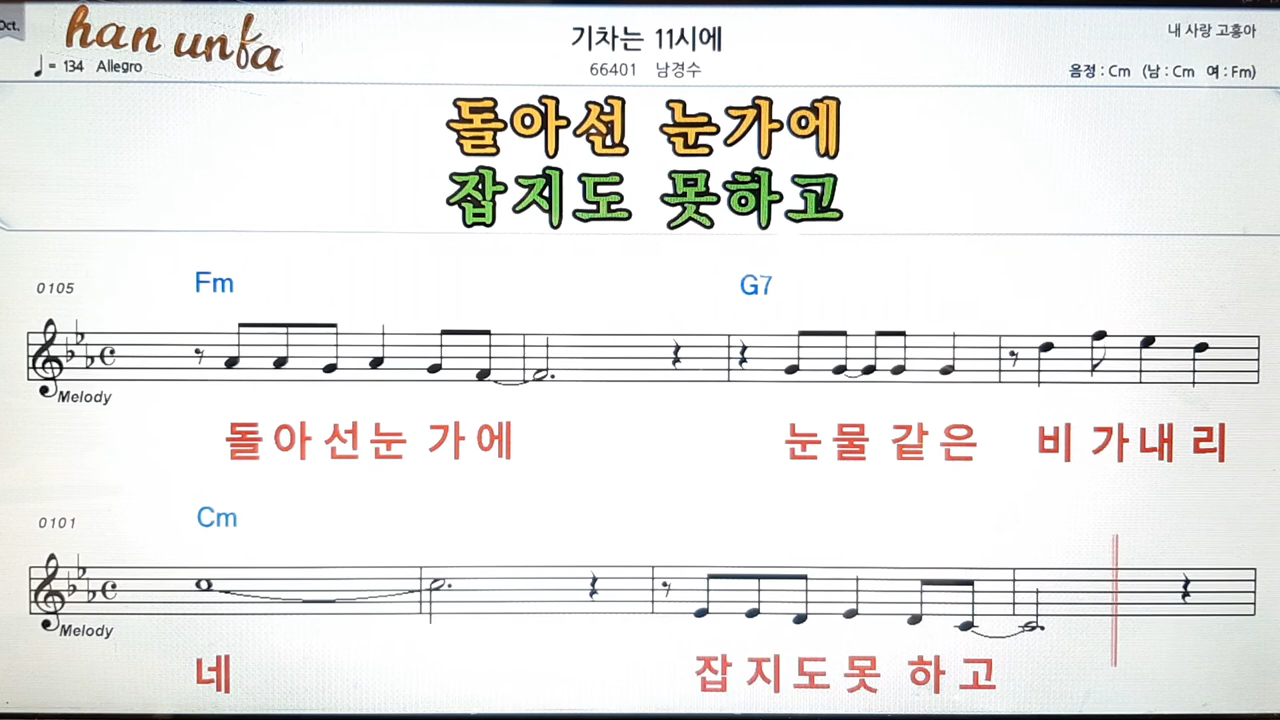 Oct.
han unfa
♩= 134 Allegro
기차는 11시에
66401 남경수
내 사랑 고흥아
음정 : Cm (남 : Cm 여 : Fm)
돌아선 눈가에
잡지도 못하고
0105
Fm G7
Melody
돌아선눈 가에 눈물 같은 비가내리
0101
Cm
Melody
네 잡지도못 하고